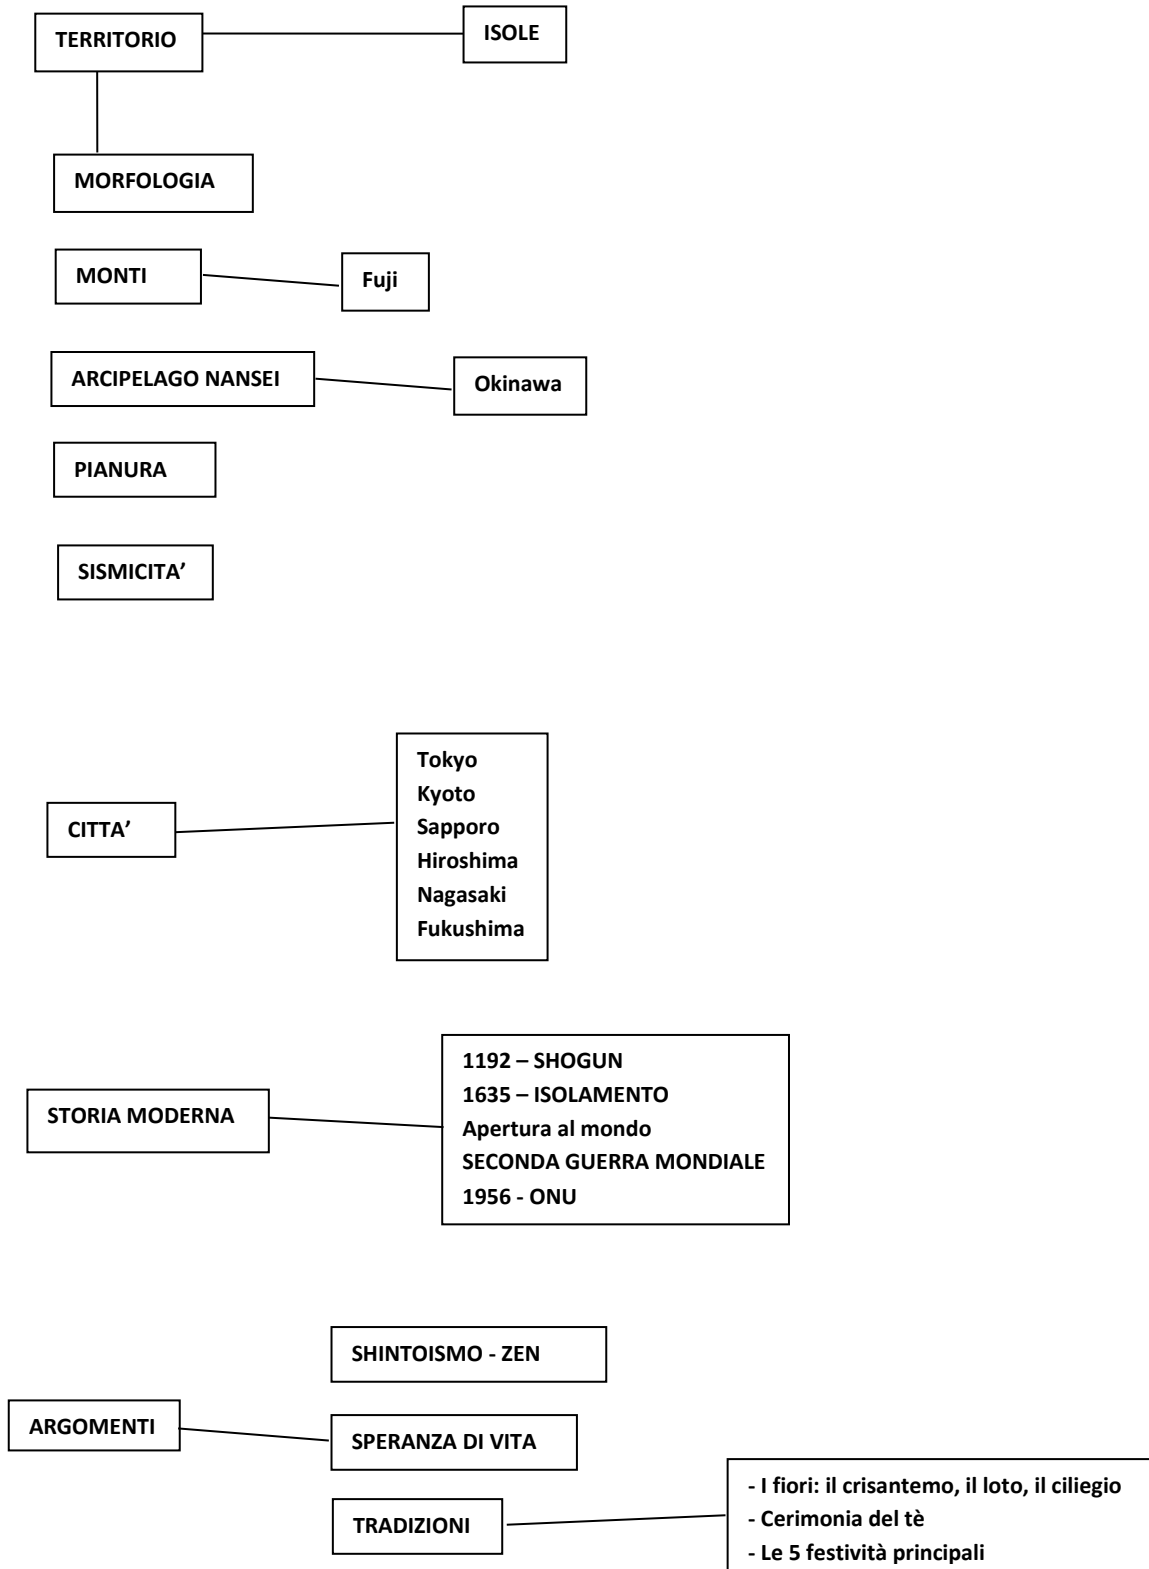 TERRITORIO
ISOLE
MORFOLOGIA
MONTI
Fuji
ARCIPELAGO NANSEI
Okinawa
PIANURA
SISMICITA’
CITTA’
Tokyo
Kyoto
Sapporo
Hiroshima
Nagasaki
Fukushima
STORIA MODERNA
1192 – SHOGUN
1635 – ISOLAMENTO
Apertura al mondo
SECONDA GUERRA MONDIALE
1956 - ONU
ARGOMENTI
SHINTOISMO - ZEN
SPERANZA DI VITA
TRADIZIONI
- I fiori: il crisantemo, il loto, il ciliegio
- Cerimonia del tè
- Le 5 festività principali